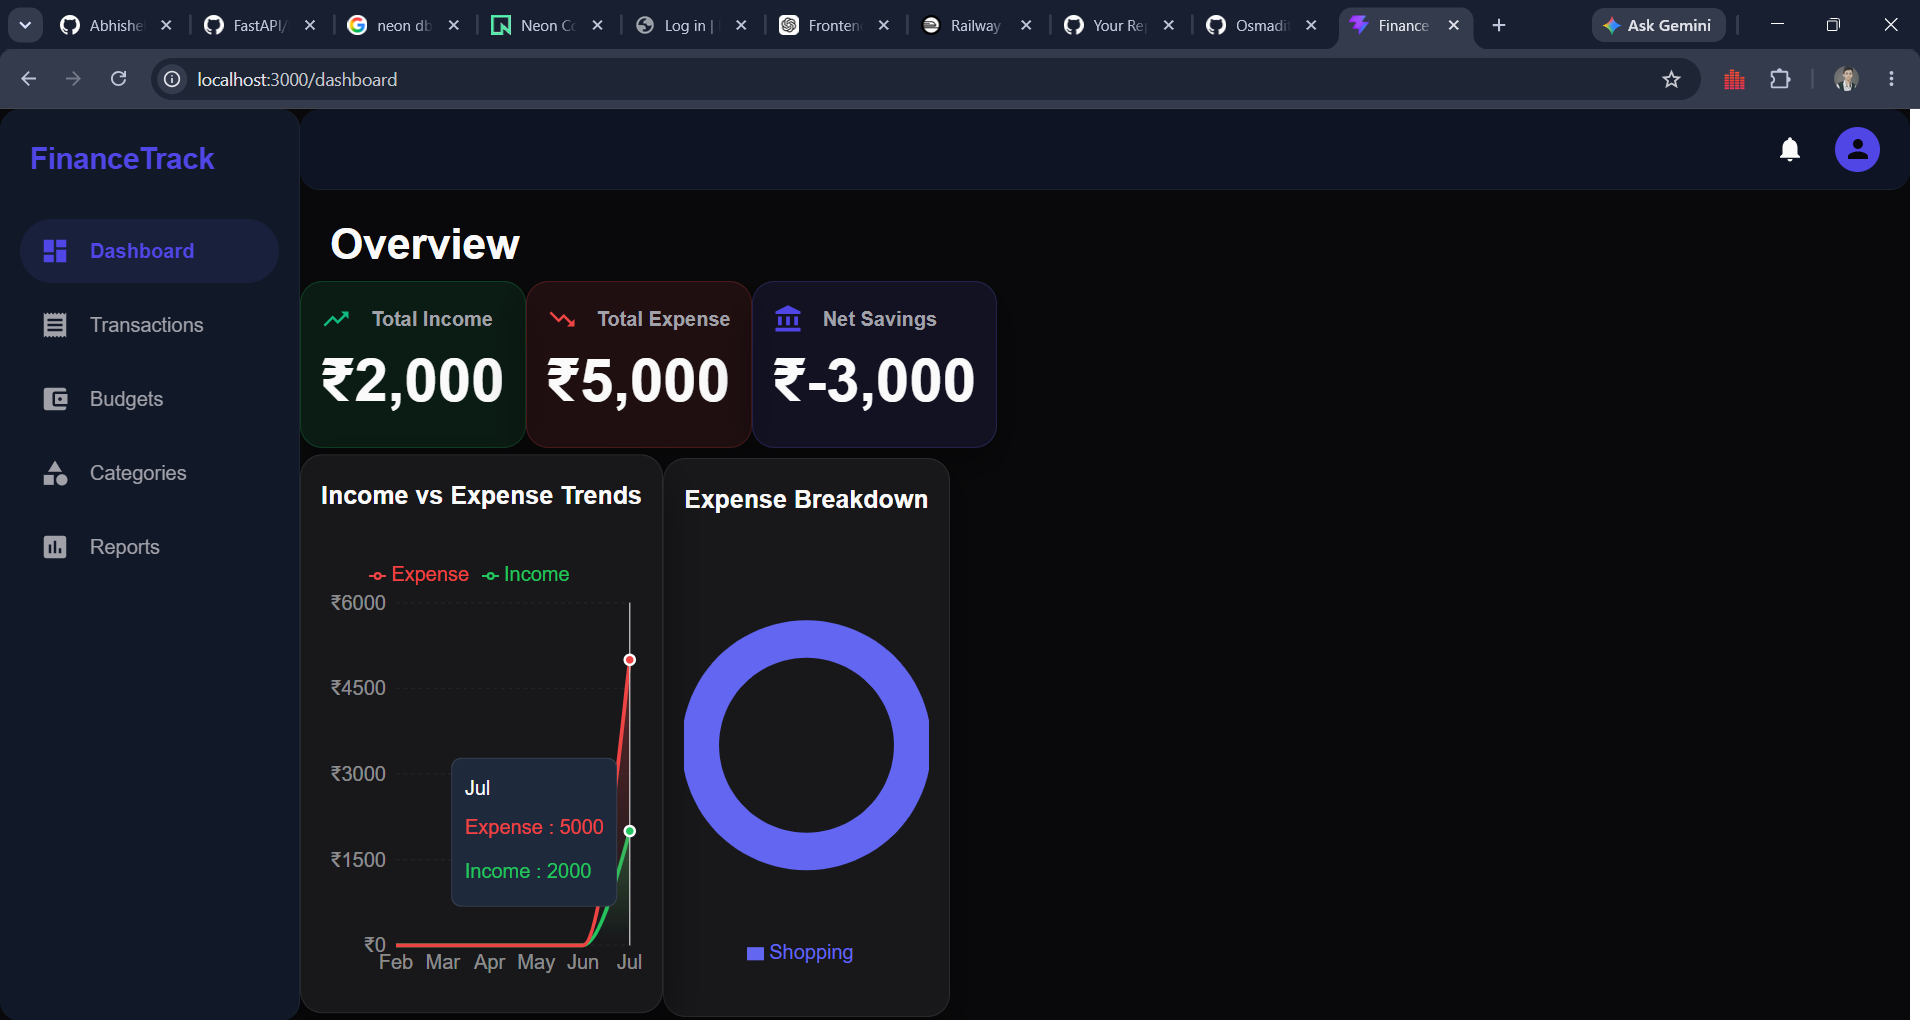 Abhishe
FastAPI/
neon db
Neon Co
Log in |
Fronten
Railway
Your Re
Osmadit
Finance
Ask Gemini
localhost:3000/dashboard
FinanceTrack
Dashboard
Transactions
Budgets
Categories
Reports
Overview
Total Income
₹2,000
Total Expense
₹5,000
Net Savings
₹-3,000
Income vs Expense Trends
Expense Income
₹6000
₹4500
₹3000
₹1500
₹0
Feb Mar Apr May Jun Jul
Jul
Expense : 5000
Income : 2000
Expense Breakdown
Shopping